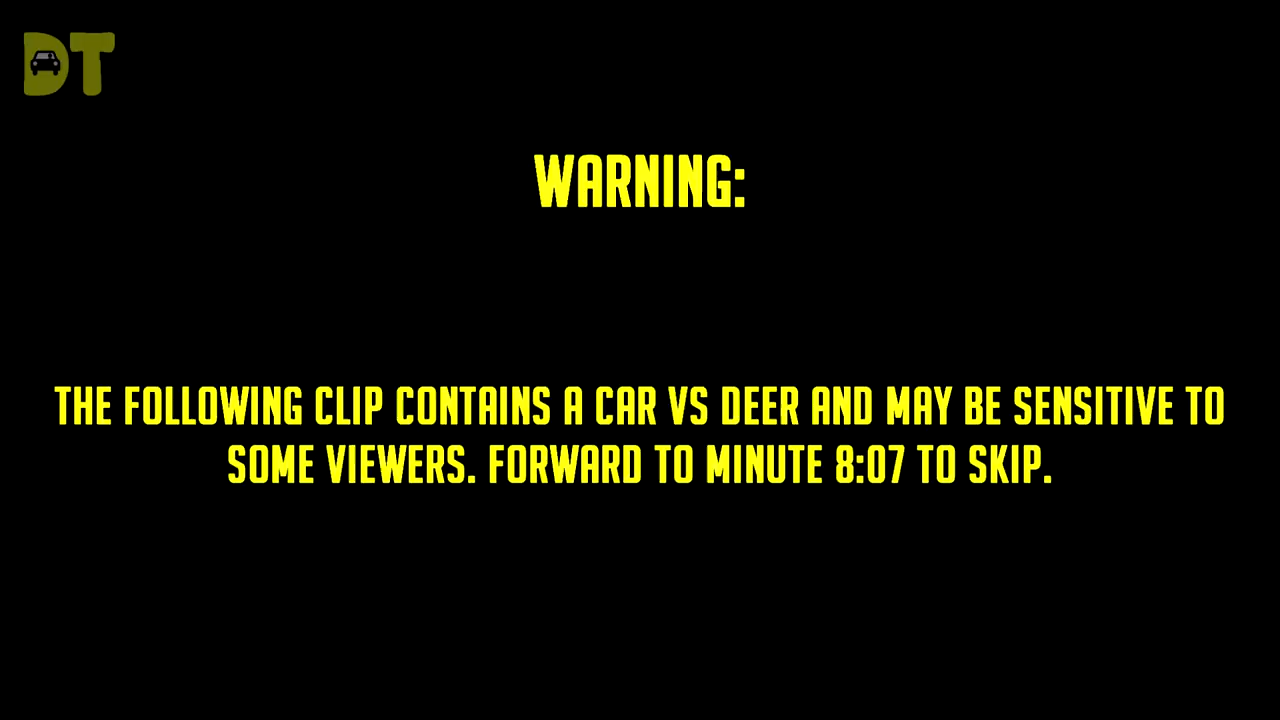 DT
WARNING:
THE FOLLOWING CLIP CONTAINS A CAR VS DEER AND MAY BE SENSITIVE TO
SOME VIEWERS. FORWARD TO MINUTE 8:07 TO SKIP.